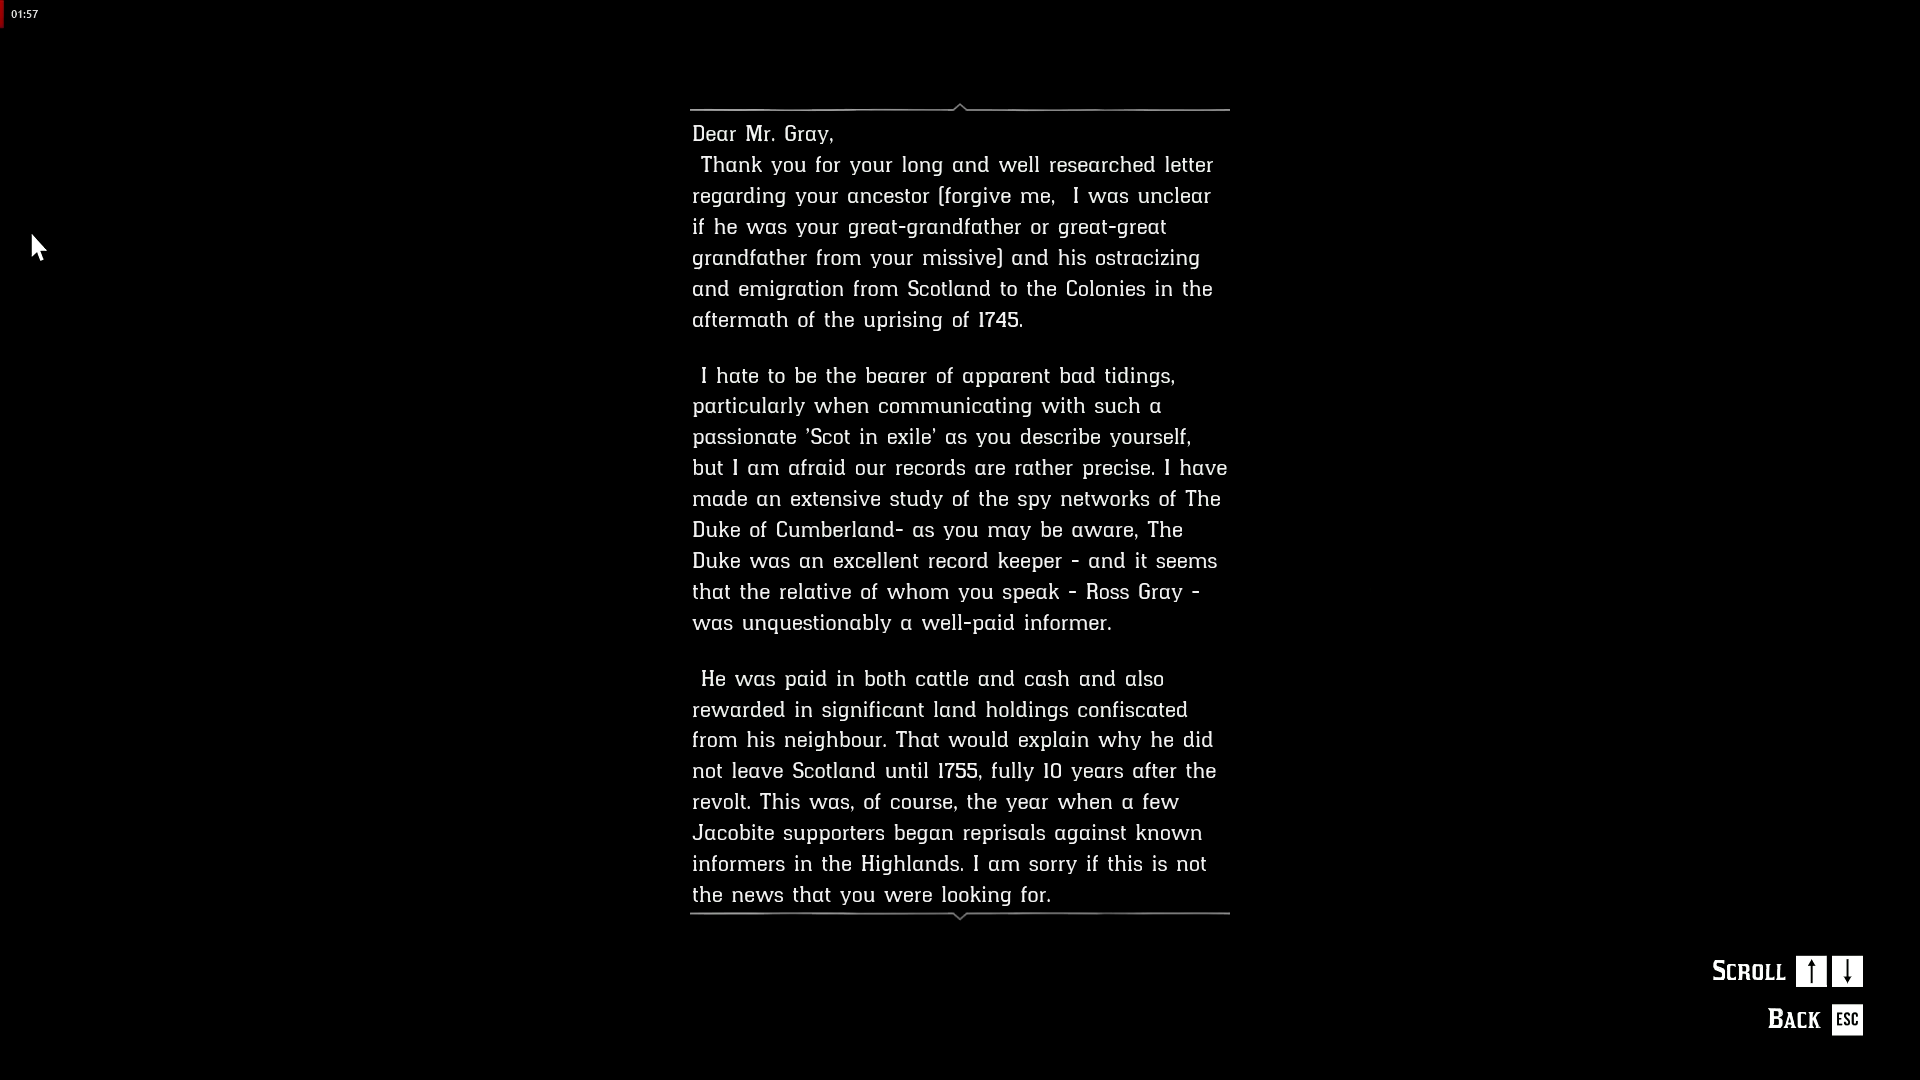 01:57
Dear Mr. Gray,
Thank you for your long and well researched letter
regarding your ancestor (forgive me, I was unclear
if he was your great-grandfather or great-great
grandfather from your missive) and his ostracizing
and emigration from Scotland to the Colonies in the
aftermath of the uprising of 1745.
I hate to be the bearer of apparent bad tidings,
particularly when communicating with such a
passionate 'Scot in exile' as you describe yourself,
but I am afraid our records are rather precise. I have
made an extensive study of the spy networks of The
Duke of Cumberland- as you may be aware, The
Duke was an excellent record keeper - and it seems
that the relative of whom you speak - Ross Gray -
was unquestionably a well-paid informer.
He was paid in both cattle and cash and also
rewarded in significant land holdings confiscated
from his neighbour. That would explain why he did
not leave Scotland until 1755, fully 10 years after the
revolt. This was, of course, the year when a few
Jacobite supporters began reprisals against known
informers in the Highlands. I am sorry if this is not
the news that you were looking for.
Scroll ↑ ↓
Back ESC